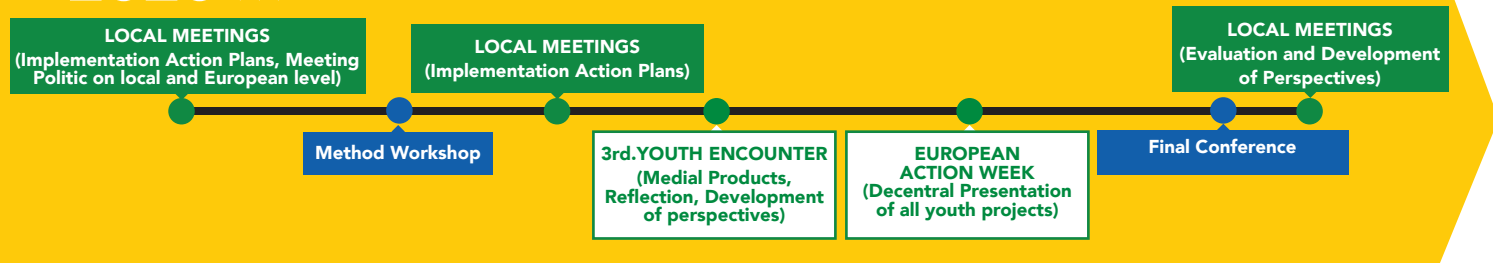 LOCAL MEETINGS
(Implementation Action Plans, Meeting
Politic on local and European level)
Method Workshop
LOCAL MEETINGS
(Implementation Action Plans)
3rd.YOUTH ENCOUNTER
(Medial Products,
Reflection, Development
of perspectives)
EUROPEAN
ACTION WEEK
(Decentral Presentation
of all youth projects)
Final Conference
LOCAL MEETINGS
(Evaluation and Development
of Perspectives)